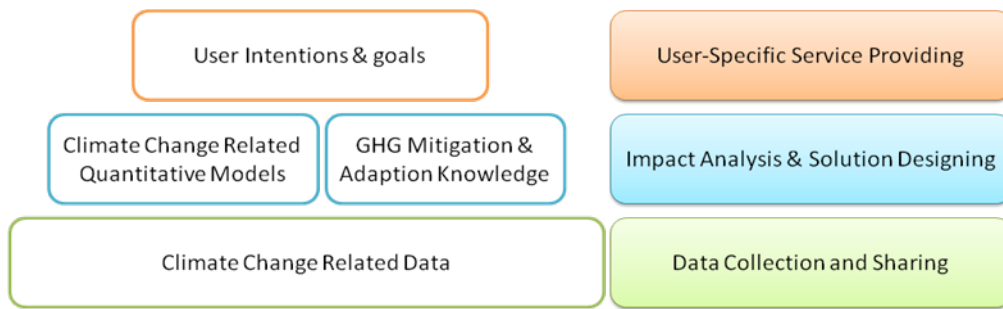 User Intentions & goals
User-Specific Service Providing
Climate Change Related
Quantitative Models
GHG Mitigation &
Adaption Knowledge
Impact Analysis & Solution Designing
Climate Change Related Data
Data Collection and Sharing